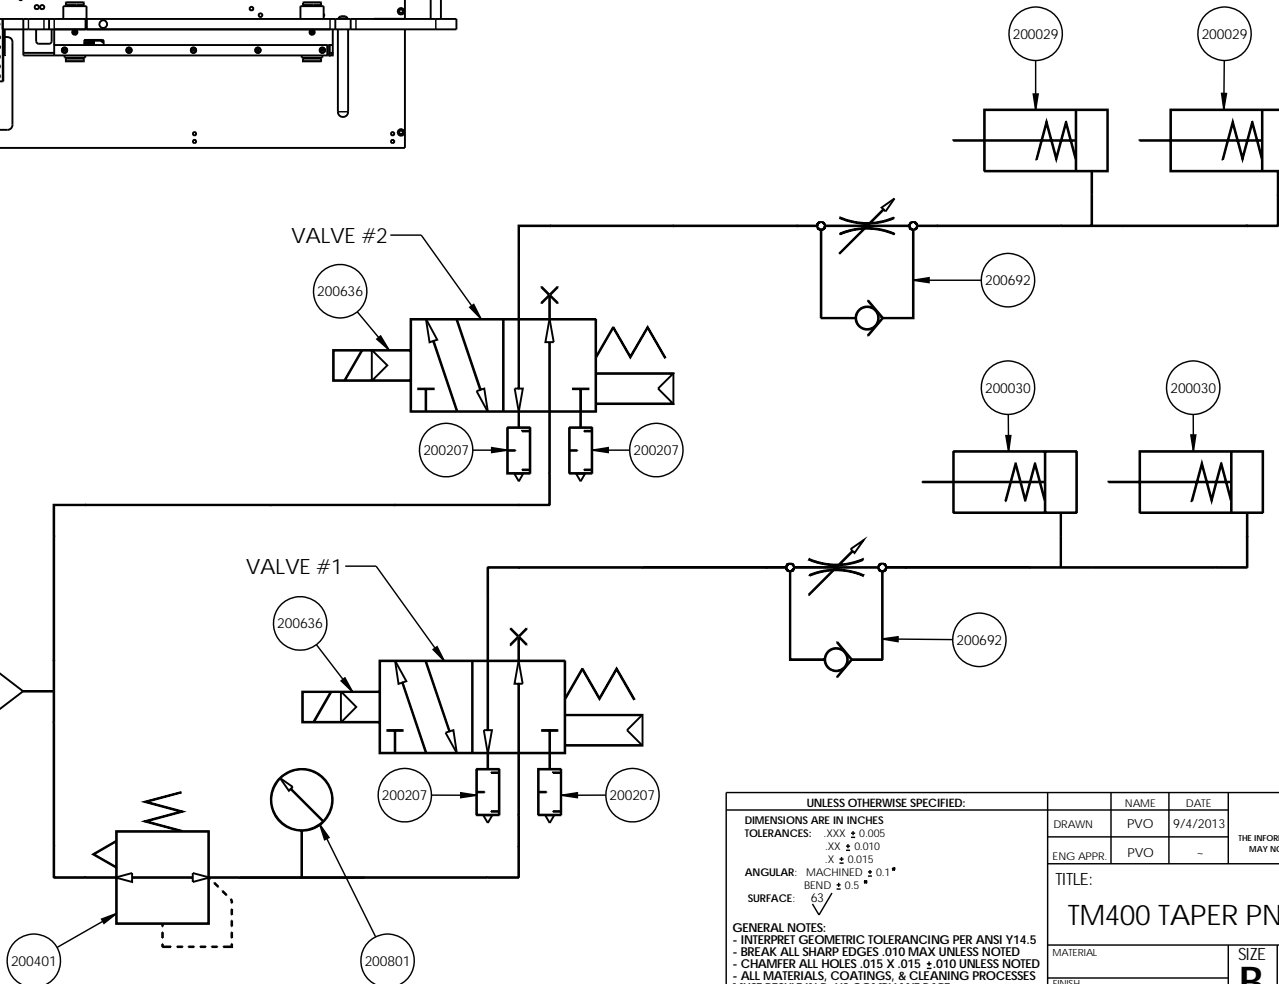 200029
200029
VALVE #2
200636
200692
200030
200030
200207
200207
VALVE #1
200636
200692
200207
200207
200401
200801
UNLESS OTHERWISE SPECIFIED:
DIMENSIONS ARE IN INCHES
TOLERANCES: .XXX ± 0.005
.XX ± 0.010
.X ± 0.015
ANGULAR: MACHINED ± 0.1°
BEND ± 0.5 °
SURFACE: 63
GENERAL NOTES:
- INTERPRET GEOMETRIC TOLERANCING PER ANSI Y14.5
- BREAK ALL SHARP EDGES .010 MAX UNLESS NOTED
- CHAMFER ALL HOLES .015 X .015 ±.010 UNLESS NOTED
- ALL MATERIALS, COATINGS, & CLEANING PROCESSES
NAME DATE
DRAWN PVO 9/4/2013
ENG APPR. PVO ~
MAY NO
TITLE:
TM400 TAPER PN
MATERIAL
SIZE
B
FINISH